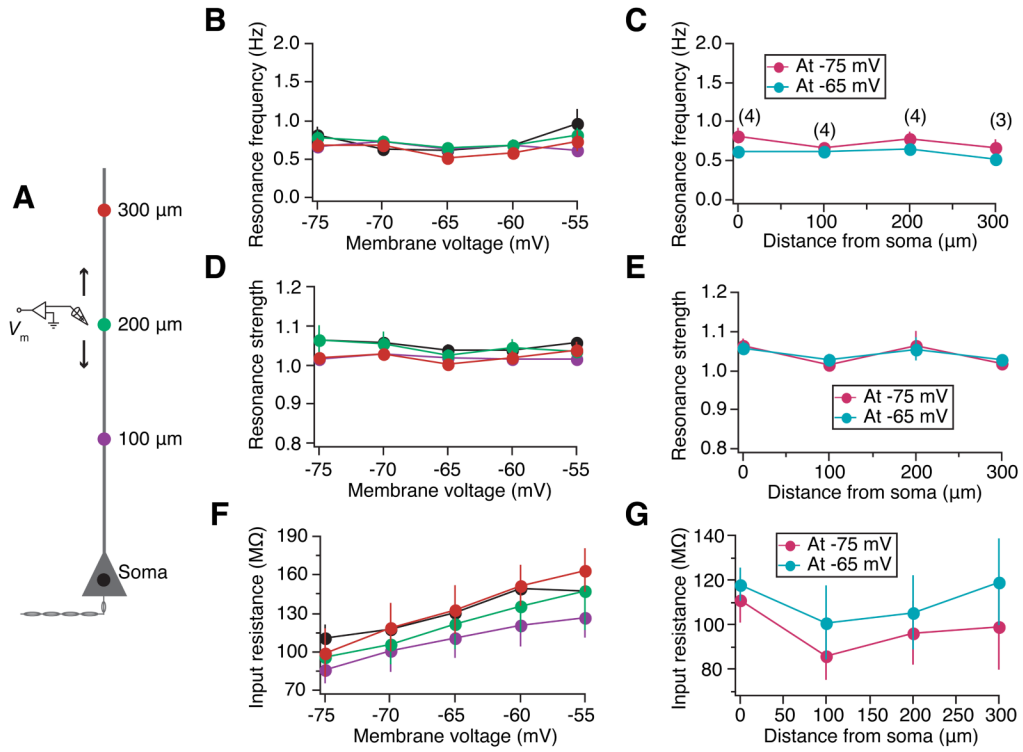 A
300 µm
200 µm
Vm
100 µm
Soma
B
Resonance frequency (Hz)
2.0
1.5
1.0
0.5
0.0
-75 -70 -65 -60 -55
Membrane voltage (mV)
C
Resonance frequency (Hz)
2.0
1.5
1.0
0.5
0.0
At -75 mV
At -65 mV
(4) (4) (4) (3)
0 100 200 300
Distance from soma (µm)
D
Resonance strength
1.2
1.1
1.0
0.9
0.8
-75 -70 -65 -60 -55
Membrane voltage (mV)
E
Resonance strength
1.2
1.1
1.0
0.9
0.8
At -75 mV
At -65 mV
0 100 200 300
Distance from soma (µm)
F
Input resistance (MΩ)
190
160
130
100
70
-75 -70 -65 -60 -55
Membrane voltage (mV)
G
Input resistance (MΩ)
140
120
100
80
At -75 mV
At -65 mV
0 50 100 150 200 250 300
Distance from soma (µm)